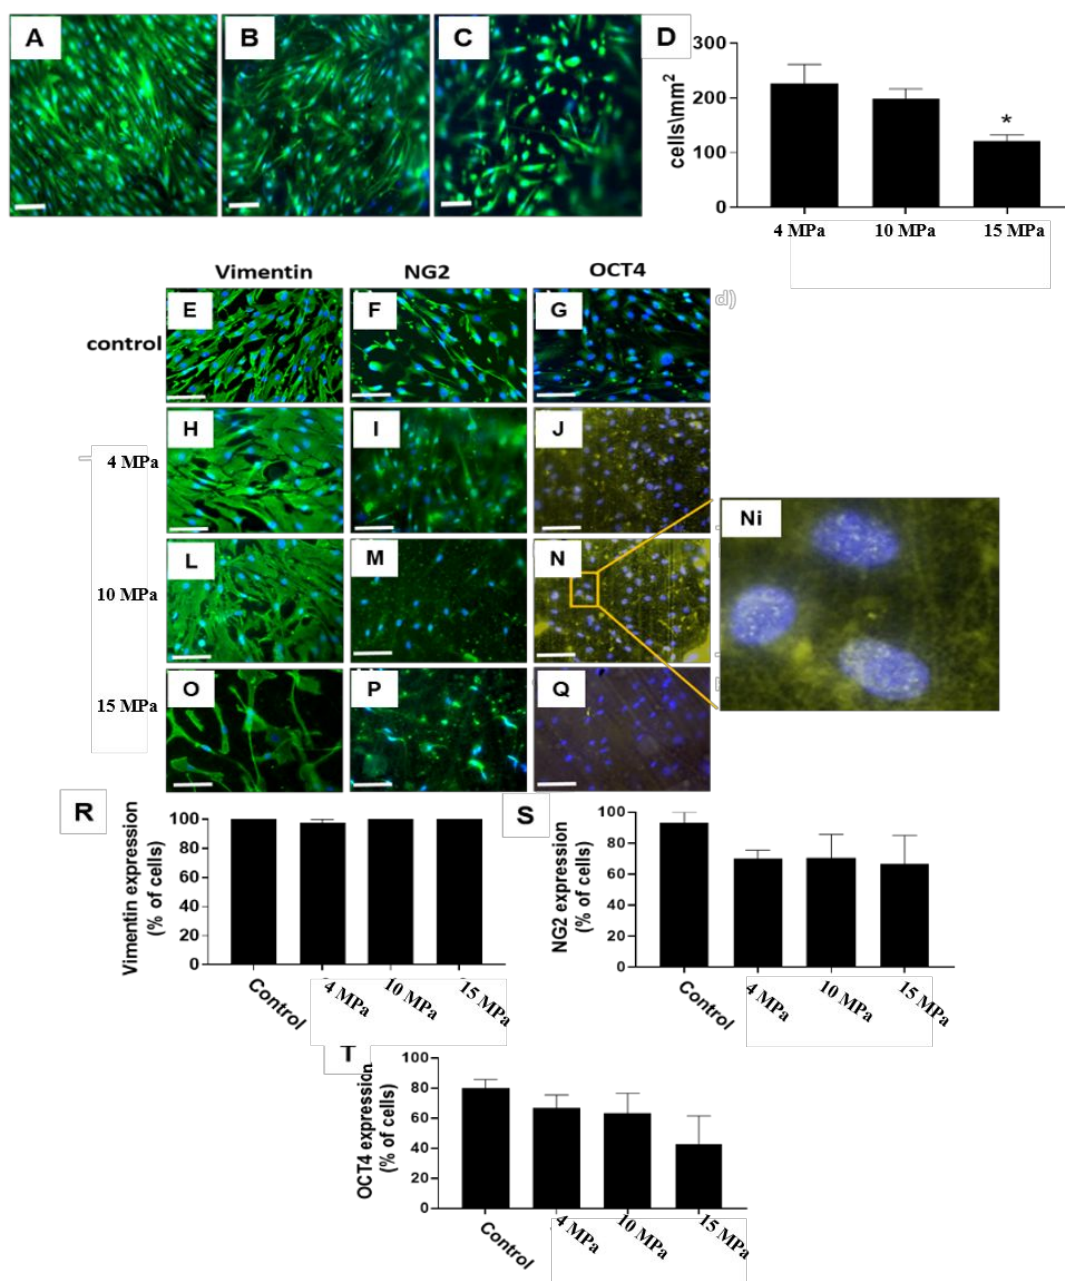 A
B
C
D
cells\mm2
300
200
100
0
*
4 MPa
10 MPa
15 MPa
Vimentin
NG2
OCT4
control
E
F
G
d)
4 MPa
H
I
J
10 MPa
L
M
N
Ni
15 MPa
O
P
Q
R
Vimentin expression
(% of cells)
100
80
60
40
20
0
Control
4 MPa
10 MPa
15 MPa
S
NG2 expression
(% of cells)
100
80
60
40
20
0
Control
4 MPa
10 MPa
15 MPa
T
OCT4 expression
(% of cells)
100
80
60
40
20
0
Control
4 MPa
10 MPa
15 MPa